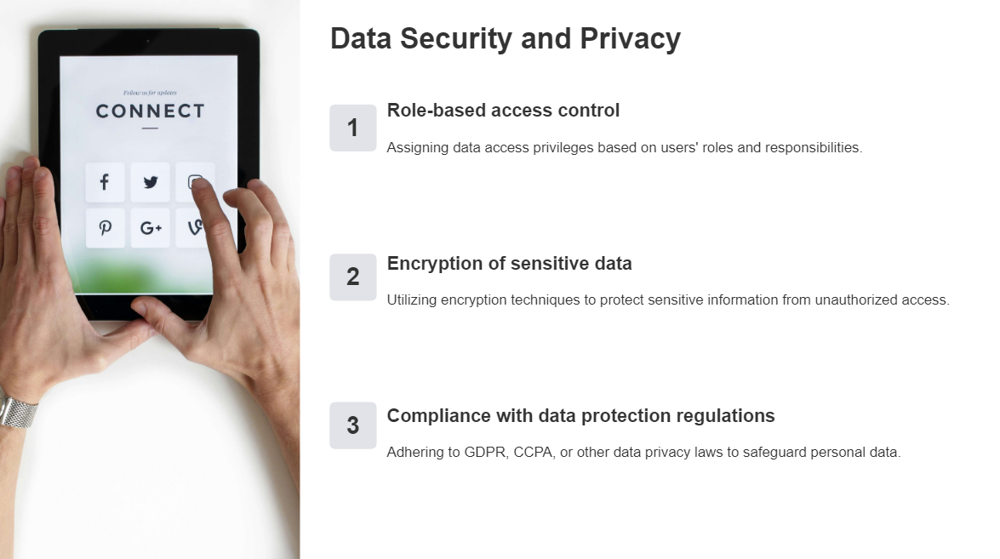 Follow us for updates
CONNECT
G+
Data Security and Privacy
1
Role-based access control
Assigning data access privileges based on users' roles and responsibilities.
2
Encryption of sensitive data
Utilizing encryption techniques to protect sensitive information from unauthorized access.
3
Compliance with data protection regulations
Adhering to GDPR, CCPA, or other data privacy laws to safeguard personal data.